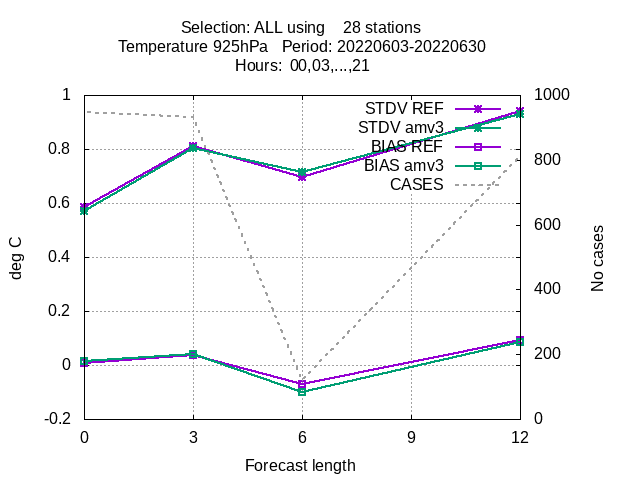 Selection: ALL using    28 stations
Temperature 925hPa   Period: 20220603-20220630
Hours:  00,03,...,21
1
0.8
0.6
0.4
0.2
0
-0.2
deg C
STDV REF
STDV amv3
BIAS REF
BIAS amv3
CASES
1000
800
600
400
200
0
No cases
0 3 6 9 12
Forecast length